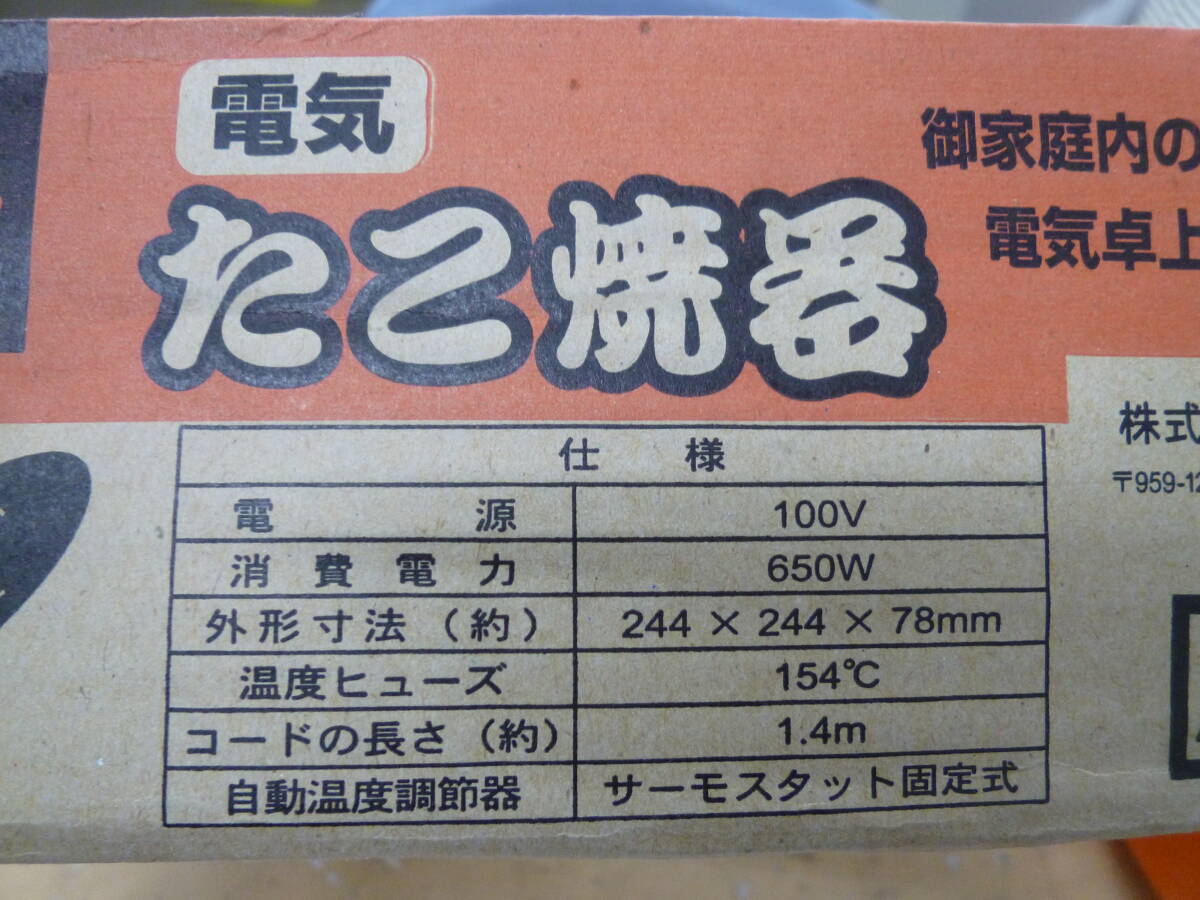 電気
たこ焼器
御家庭内の
電気卓上
株式
〒959-12
仕 様
電 源 100V
消 費 電 力 650W
外形寸法（約） 244 × 244 × 78mm
温度ヒューズ 154℃
コードの長さ（約） 1.4m
自動温度調節器 サーモスタット固定式